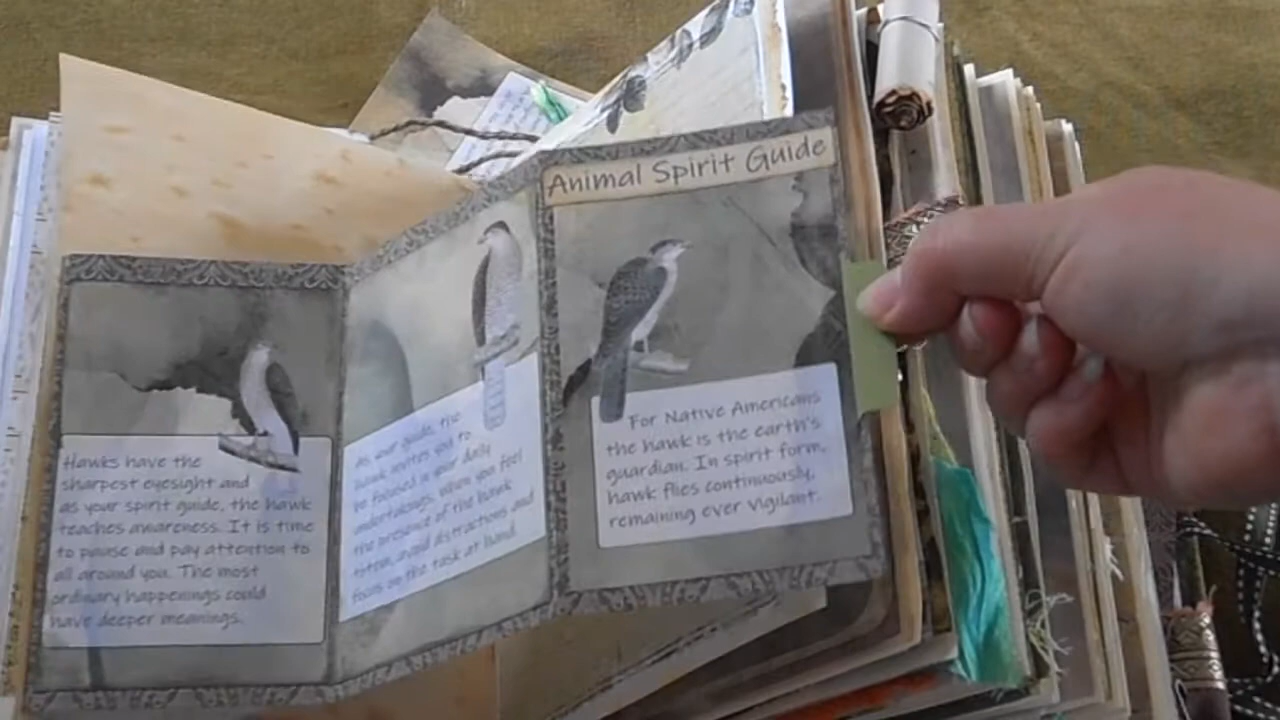 Hawks have the
sharpest eyesight and
as your spirit guide, the hawk
teaches awareness. It is time
to pause and pay attention to
all around you. The most
ordinary happenings could
have deeper meanings.
As your guide, the
hawk invites you to
be focused in your daily
undertakings. When you feel
the presence of the hawk
totem, avoid distractions and
focus on the task at hand.
Animal Spirit Guide
For Native Americans
the hawk is the earth's
guardian. In spirit form,
hawk flies continuously,
remaining ever vigilant.